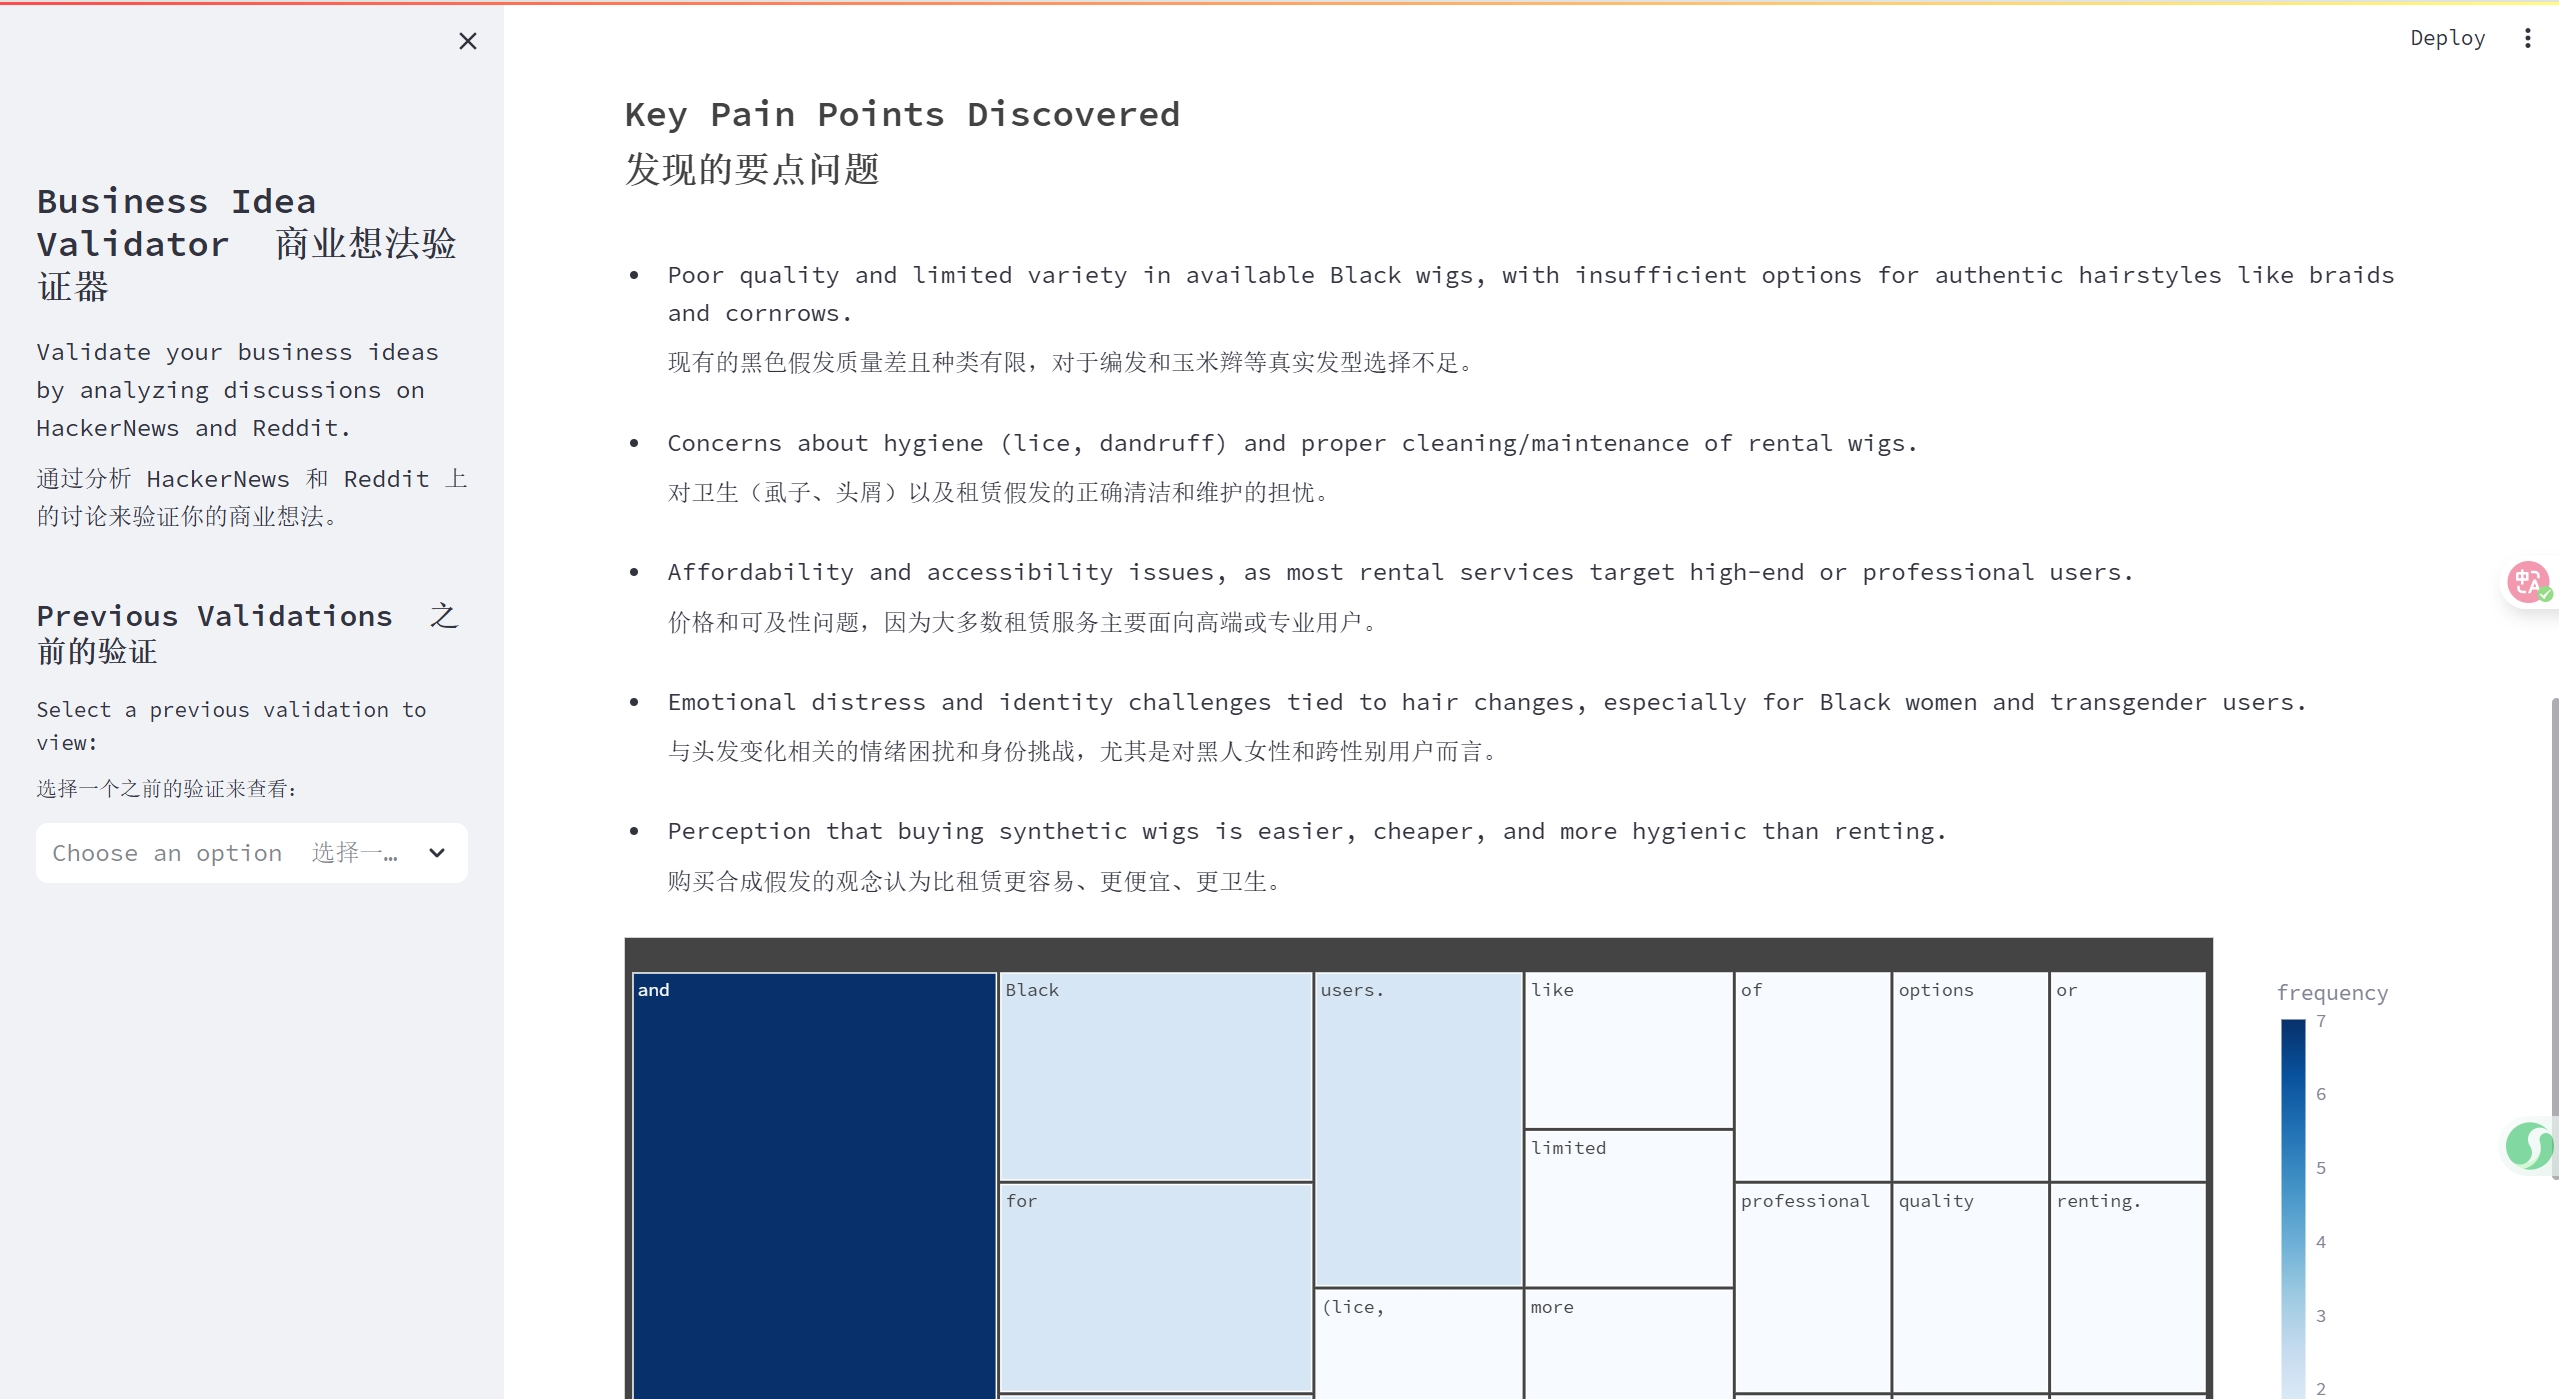 Deploy
Business Idea
Validator 商业想法验
证器
Validate your business ideas
by analyzing discussions on
HackerNews and Reddit.
通过分析 HackerNews 和 Reddit 上
的讨论来验证你的商业想法。
Previous Validations 之
前的验证
Select a previous validation to
view:
选择一个之前的验证来查看：
Choose an option 选择一…
Key Pain Points Discovered
发现的要点问题
Poor quality and limited variety in available Black wigs, with insufficient options for authentic hairstyles like braids
and cornrows.
现有的黑色假发质量差且种类有限，对于编发和玉米辫等真实发型选择不足。
Concerns about hygiene (lice, dandruff) and proper cleaning/maintenance of rental wigs.
对卫生（虱子、头屑）以及租赁假发的正确清洁和维护的担忧。
Affordability and accessibility issues, as most rental services target high-end or professional users.
价格和可及性问题，因为大多数租赁服务主要面向高端或专业用户。
Emotional distress and identity challenges tied to hair changes, especially for Black women and transgender users.
与头发变化相关的情绪困扰和身份挑战，尤其是对黑人女性和跨性别用户而言。
Perception that buying synthetic wigs is easier, cheaper, and more hygienic than renting.
购买合成假发的观念认为比租赁更容易、更便宜、更卫生。
and
Black
users.
like
of
options
or
limited
for
professional
quality
renting.
(lice,
more
frequency
7
6
5
4
3
2
中A